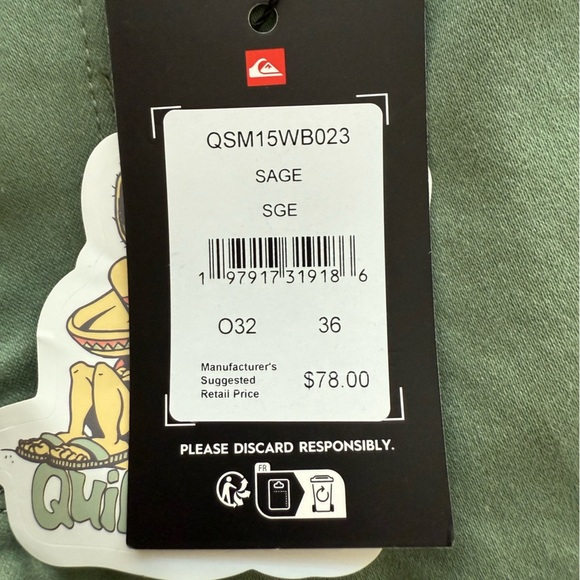 QSM15WB023
SAGE
SGE
1 97917 31918 6
O32 36
Manufacturer's
Suggested
Retail Price
$78.00
PLEASE DISCARD RESPONSIBLY.
FR
Qui